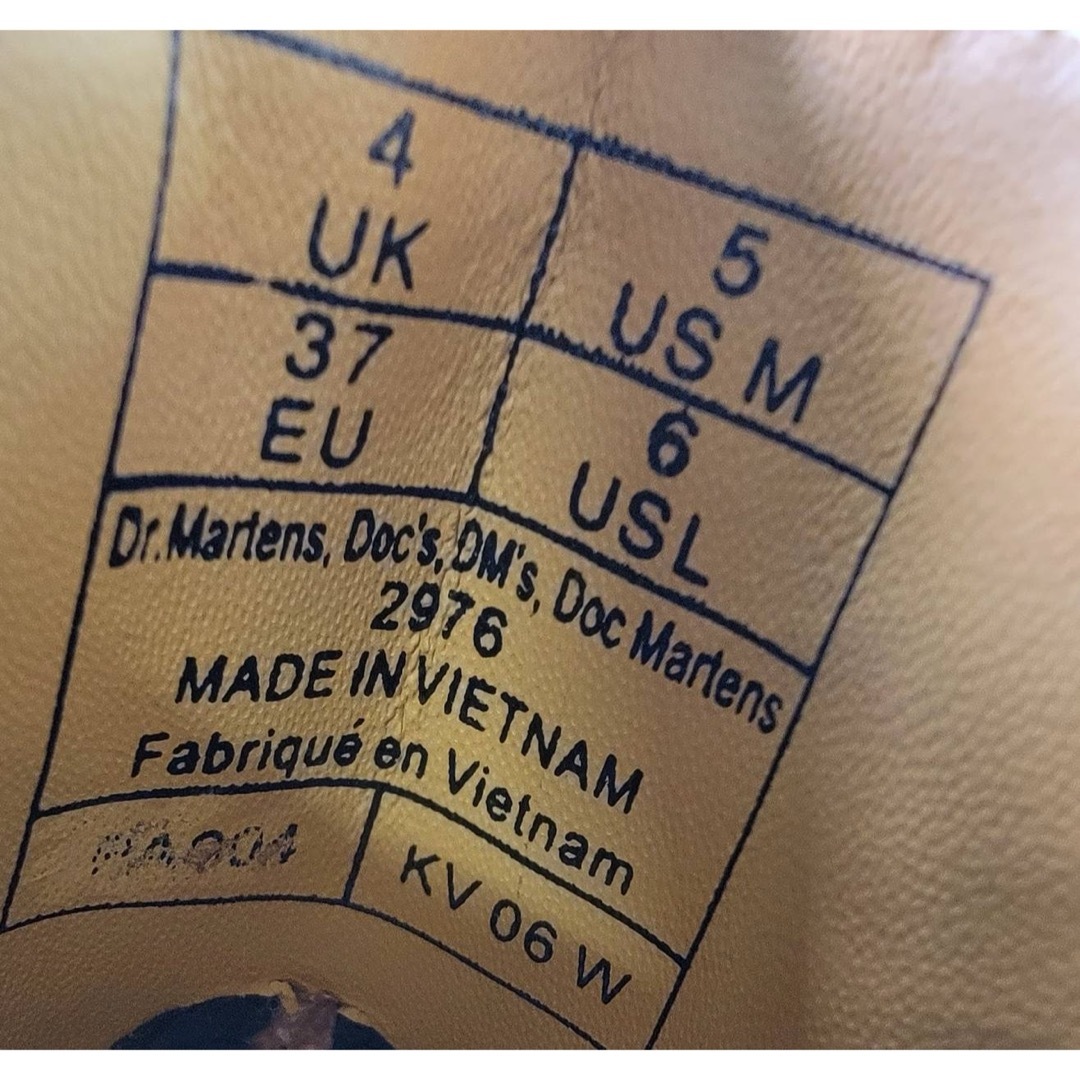 4
UK
5
US M
37
EU
6
USL
Dr. Martens, Doc's, DM's, Doc Martens
2976
MADE IN VIETNAM
Fabriqué en Vietnam
KV 06 W